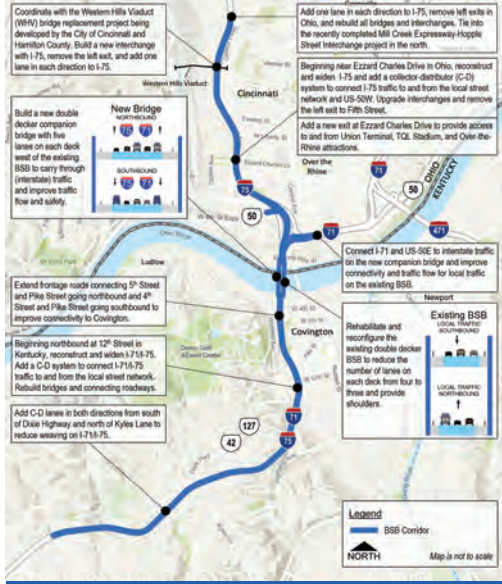 Coordinate with the Western Hills Viaduct
(WHV) bridge replacement project being
developed by the City of Cincinnati and
Hamilton County. Build a new interchange
with I-75, remove the left exit, and add one
lane in each direction to I-75.
Add one lane in each direction to I-75, remove left exits in
Ohio, and rebuild all bridges and interchanges. Tie into
the recently completed Mill Creek Expressway-Hopple
Street Interchange project in the north.
Beginning near Ezzard Charles Drive in Ohio, reconstruct
and widen I-75 and add a collector-distributor (C-D)
system to connect I-75 traffic to and from the local street
network and US-50W. Upgrade interchanges and remove
the left exit to Fifth Street.
Add a new exit at Ezzard Charles Drive to provide access
to and from Union Terminal, TQL Stadium, and Over-the-
Rhine attractions.
Western Hills Viaduct
Cincinnati
Build a new double
decker companion
bridge with five
lanes on each deck
west of the existing
BSB to carry through
(interstate) traffic
and improve traffic
flow and safety.
New Bridge
NORTHBOUND
75 71
SOUTHBOUND
75 71
Ezzard Charles Dr
Over the
Rhine
75
71
50
OHIO
KENTUCKY
50
71
471
Ohio River
Ludlow
Connect I-71 and US-50E to interstate traffic
on the new companion bridge and improve
connectivity and traffic flow for local traffic
on the existing BSB.
Newport
Extend frontage roads connecting 5th Street
and Pike Street going northbound and 4th
Street and Pike Street going southbound to
improve connectivity to Covington.
W 4th St
Covington
Rehabilitate and
reconfigure the
existing double decker
BSB to reduce the
number of lanes on
each deck from four to
three and provide
shoulders.
Existing BSB
LOCAL TRAFFIC
SOUTHBOUND
LOCAL TRAFFIC
NORTHBOUND
Beginning northbound at 12th Street in
Kentucky, reconstruct and widen I-71/I-75.
Add a C-D system to connect I-71/I-75
traffic to and from the local street network.
Rebuild bridges and connecting roadways.
W 12th St
Add C-D lanes in both directions from south
of Dixie Highway and north of Kyles Lane to
reduce weaving on I-71/I-75.
71
75
127
42
Dixie Hwy
Legend
BSB Corridor
NORTH
Map is not to scale